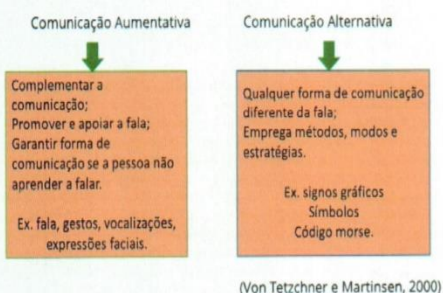 Comunicação Aumentativa
Complementar a
comunicação;
Promover e apoiar a fala;
Garantir forma de
comunicação se a pessoa não
aprender a falar.
Ex. fala, gestos, vocalizações,
expressões faciais.
Comunicação Alternativa
Qualquer forma de comunicação
diferente da fala;
Emprega métodos, modos e
estratégias.
Ex. signos gráficos
Símbolos
Código morse.
(Von Tetzchner e Martinsen, 2000)